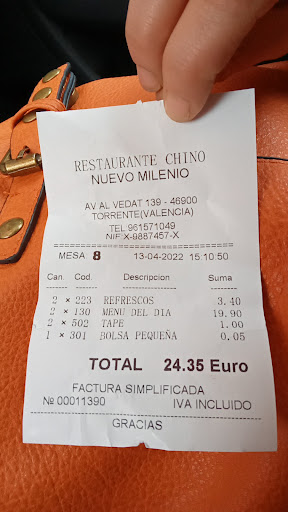 RESTAURANTE CHINO
NUEVO MILENIO
AV AL VEDAT 139 - 46900
TORRENTE(VALENCIA)
TEL 961571049
NIF X-9887457-X
MESA 8 13-04-2022 15:10:50
Can. Cod. Descripcion Suma
2 × 223 REFRESCOS 3.40
2 × 130 MENU DEL DIA 19.90
2 × 502 TAPE 1.00
1 × 301 BOLSA PEQUEÑA 0.05
TOTAL 24.35 Euro
FACTURA SIMPLIFICADA
№ 00011390 IVA INCLUIDO
GRACIAS